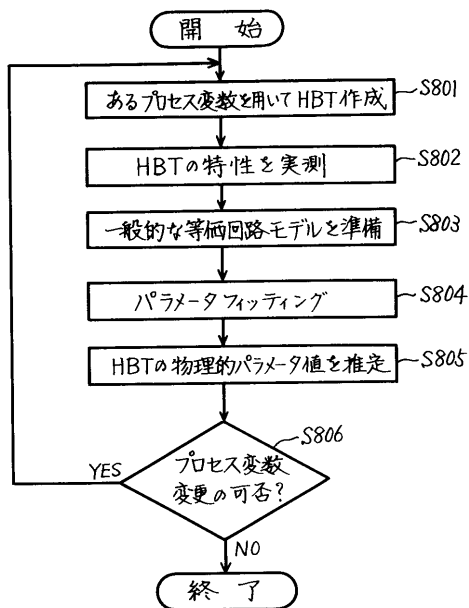 開 始
あるプロセス変数を用いてHBT作成
S801
HBTの特性を実測
S802
一般的な等価回路モデルを準備
S803
パラメータフィッティング
S804
HBTの物理的パラメータ値を推定
S805
S806
プロセス変数
変更の可否?
YES
NO
終 了